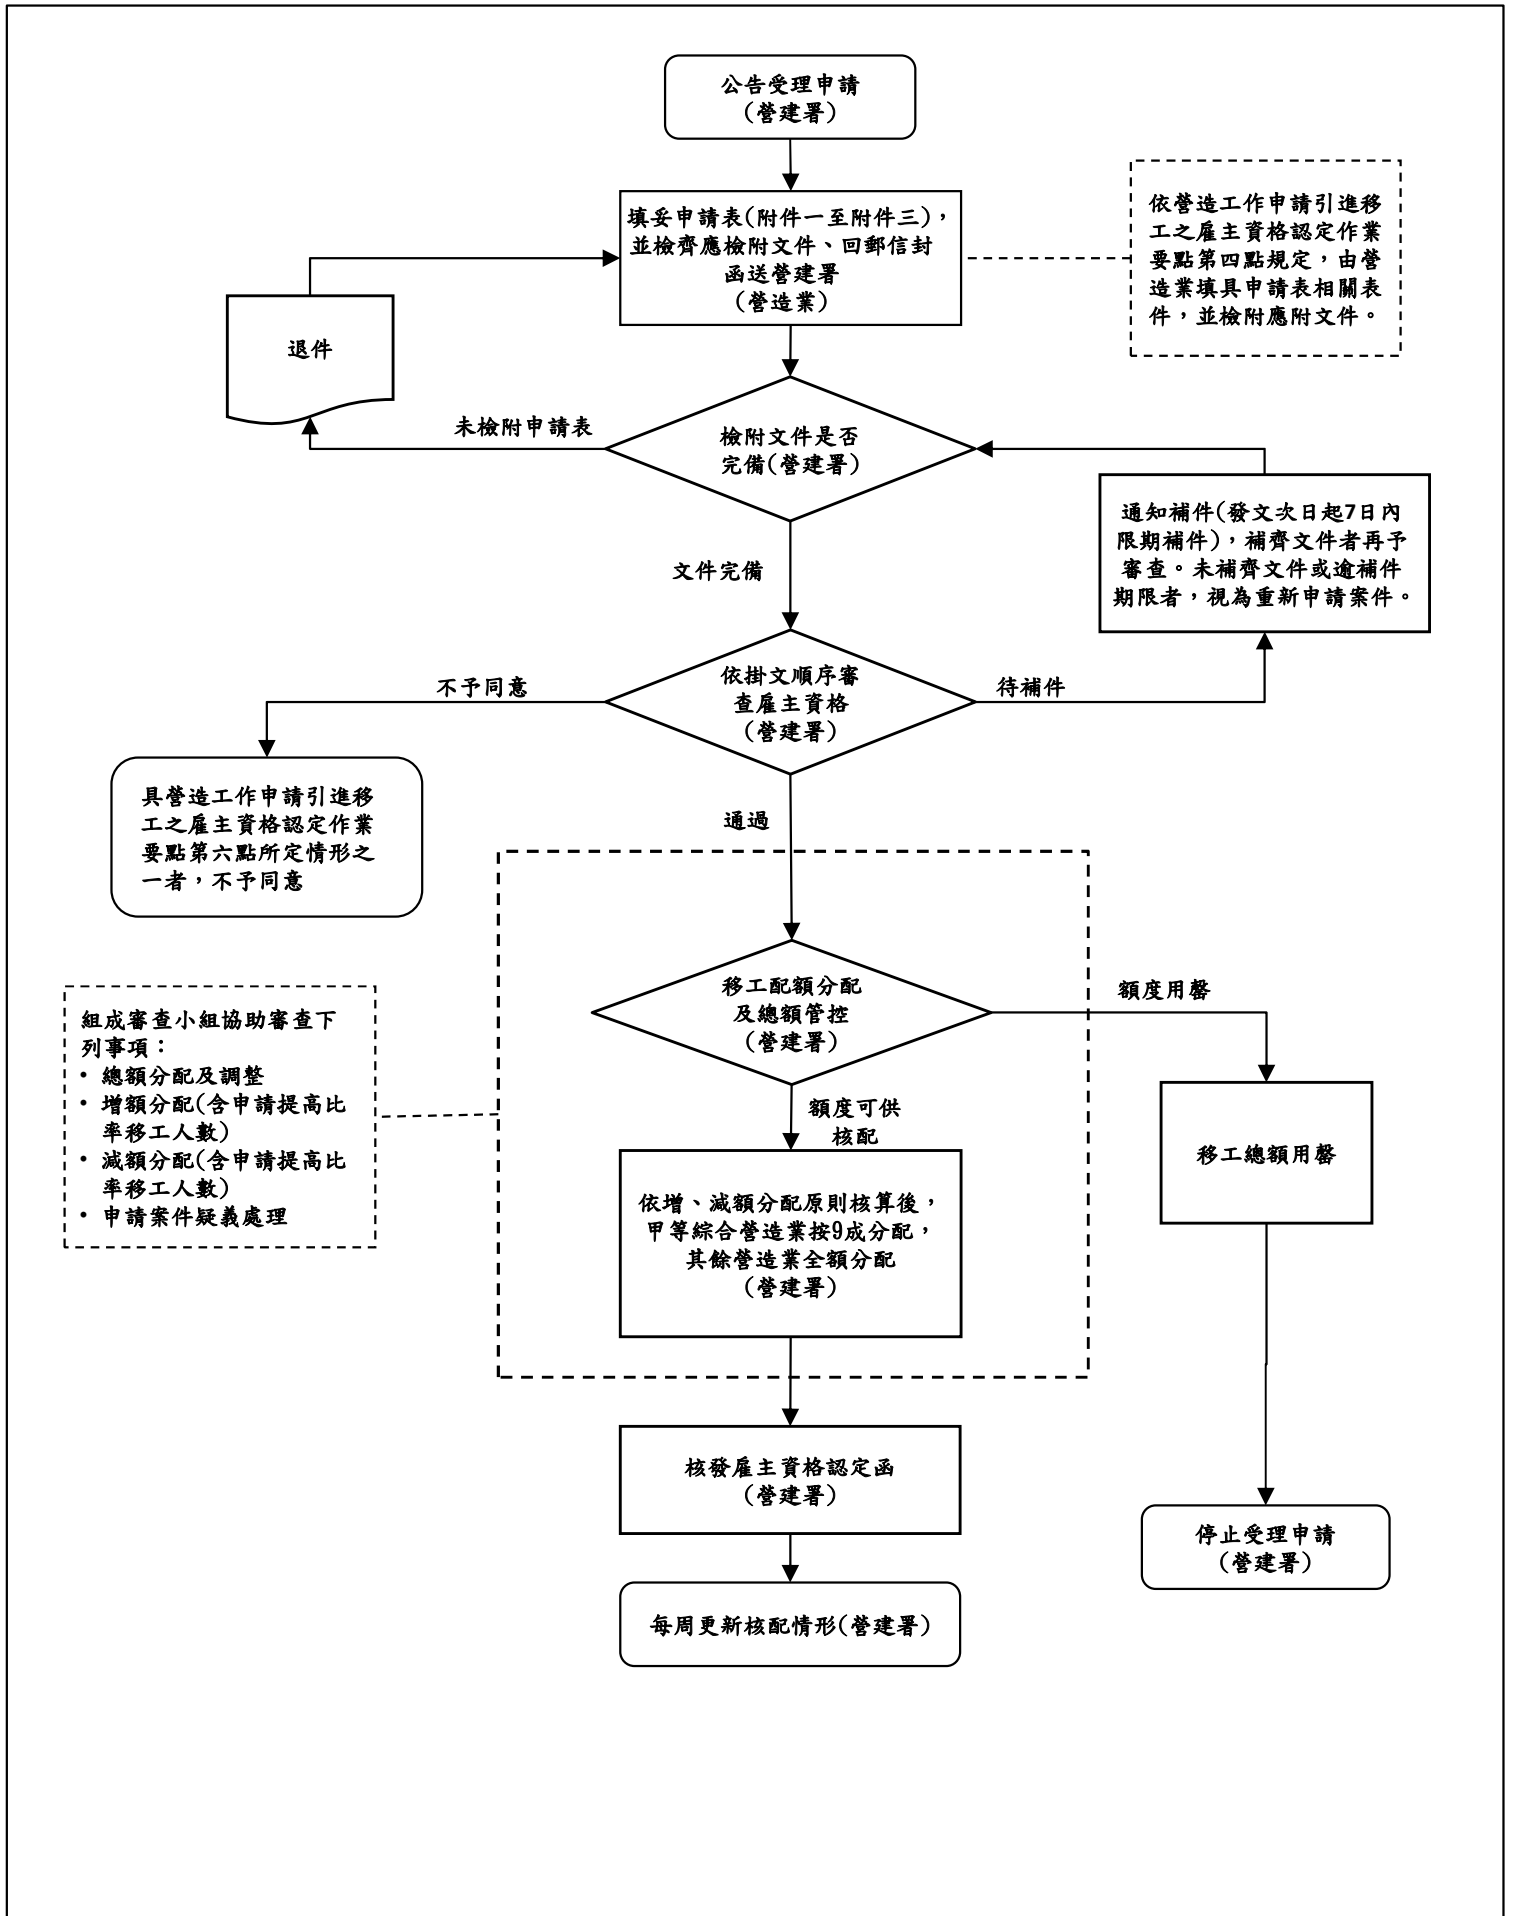 公告受理申請
(營建署)
填妥申請表(附件一至附件三)，
並檢齊應檢附文件、回郵信封
函送營建署
(營造業)
依營造工作申請引進移
工之雇主資格認定作業
要點第四點規定，由營
造業填具申請表相關表
件，並檢附應附文件。
退件
未檢附申請表
檢附文件是否
完備(營建署)
通知補件(發文次日起7日內
限期補件)，補齊文件者再予
審查。未補齊文件或逾補件
期限者，視為重新申請案件。
文件完備
不予同意
依掛文順序審
查雇主資格
(營建署)
待補件
具營造工作申請引進移
工之雇主資格認定作業
要點第六點所定情形之
一者，不予同意
通過
移工配額分配
及總額管控
(營建署)
額度用罄
組成審查小組協助審查下
列事項：
• 總額分配及調整
• 增額分配(含申請提高比
率移工人數)
• 減額分配(含申請提高比
率移工人數)
• 申請案件疑義處理
額度可供
核配
移工總額用罄
依增、減額分配原則核算後，
甲等綜合營造業按9成分配，
其餘營造業全額分配
(營建署)
核發雇主資格認定函
(營建署)
停止受理申請
(營建署)
每周更新核配情形(營建署)